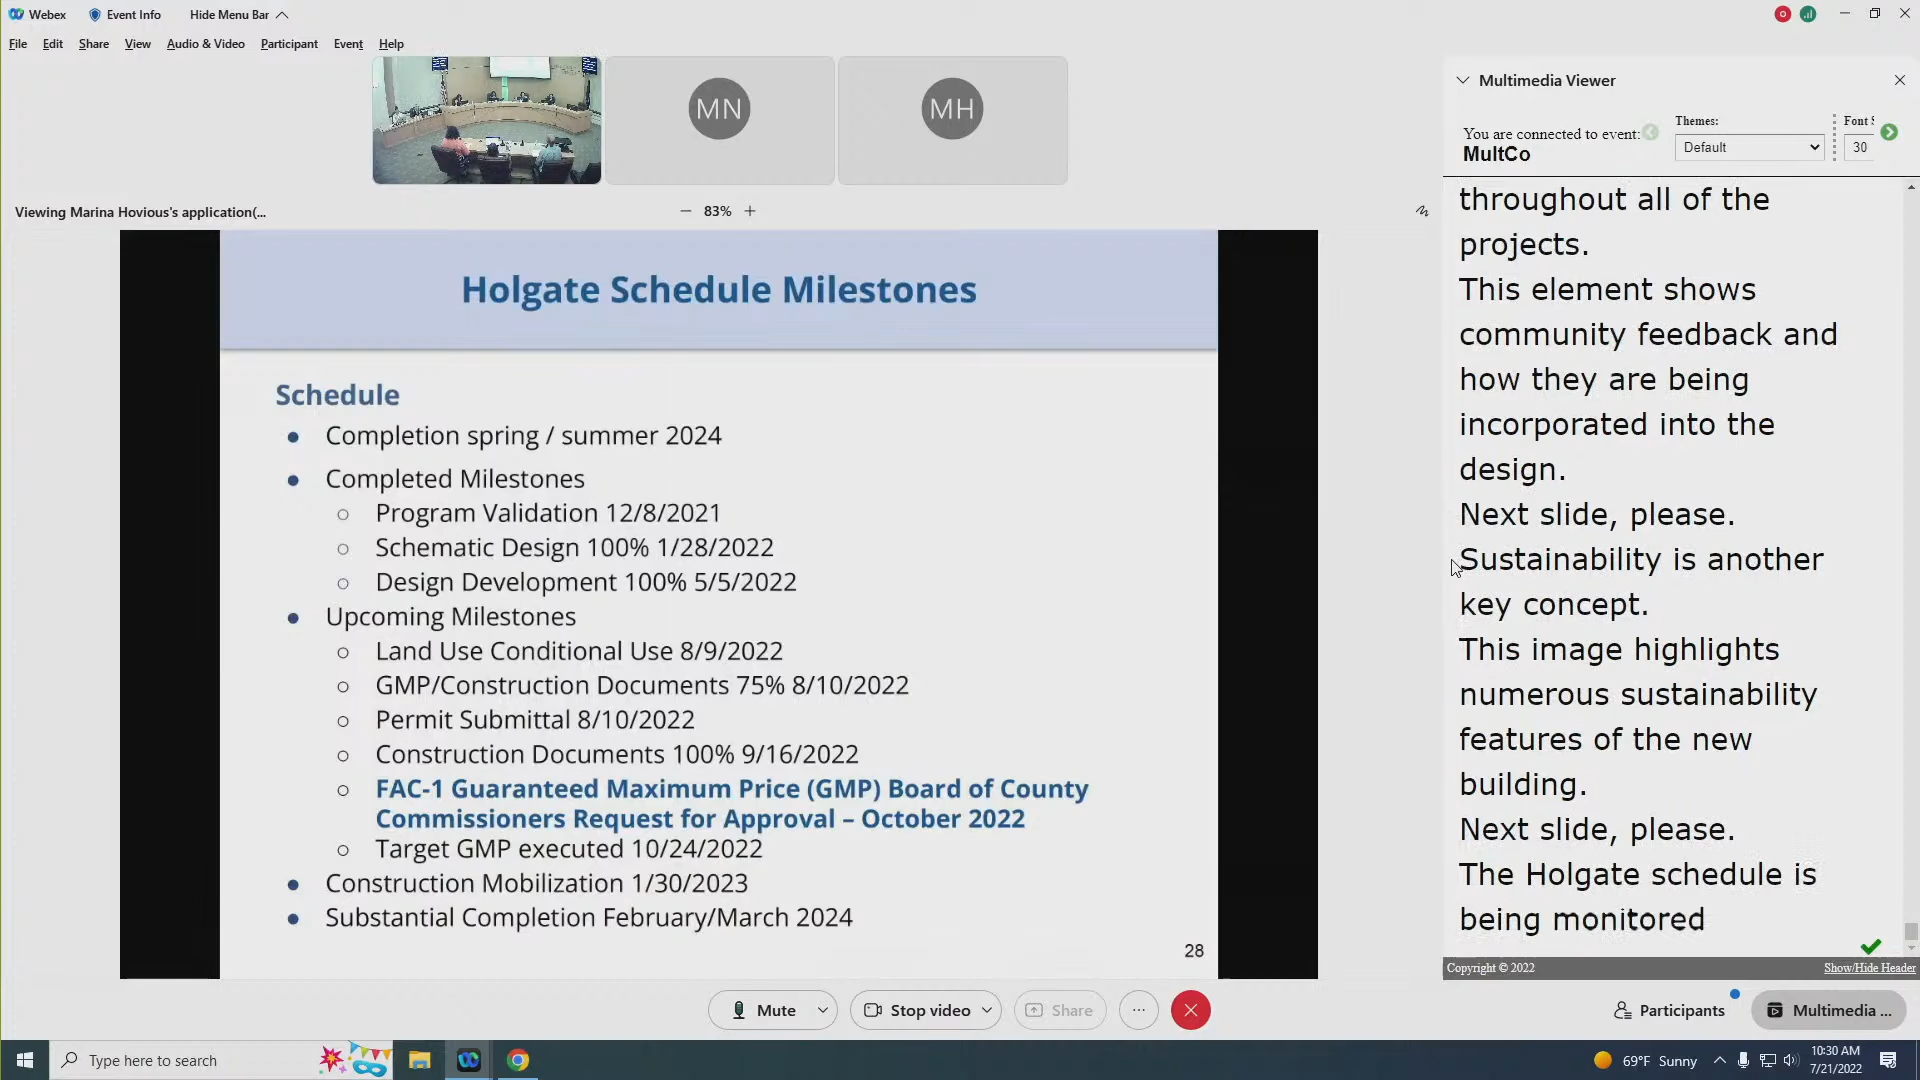 Webex
Event Info
Hide Menu Bar
File Edit Share View Audio & Video Participant Event Help
MN
MH
Viewing Marina Hovious's application(...
83%
Holgate Schedule Milestones
Schedule
Completion spring / summer 2024
Completed Milestones
Program Validation 12/8/2021
Schematic Design 100% 1/28/2022
Design Development 100% 5/5/2022
Upcoming Milestones
Land Use Conditional Use 8/9/2022
GMP/Construction Documents 75% 8/10/2022
Permit Submittal 8/10/2022
Construction Documents 100% 9/16/2022
FAC-1 Guaranteed Maximum Price (GMP) Board of County
Commissioners Request for Approval – October 2022
Target GMP executed 10/24/2022
Construction Mobilization 1/30/2023
Substantial Completion February/March 2024
28
Multimedia Viewer
You are connected to event:
MultCo
Themes:
Default
Font S
30
throughout all of the
projects.
This element shows
community feedback and
how they are being
incorporated into the
design.
Next slide, please.
Sustainability is another
key concept.
This image highlights
numerous sustainability
features of the new
building.
Next slide, please.
The Holgate schedule is
being monitored
Copyright © 2022
Show/Hide Header
Mute
Stop video
Share
Participants
Multimedia ...
Type here to search
69°F Sunny
10:30 AM
7/21/2022